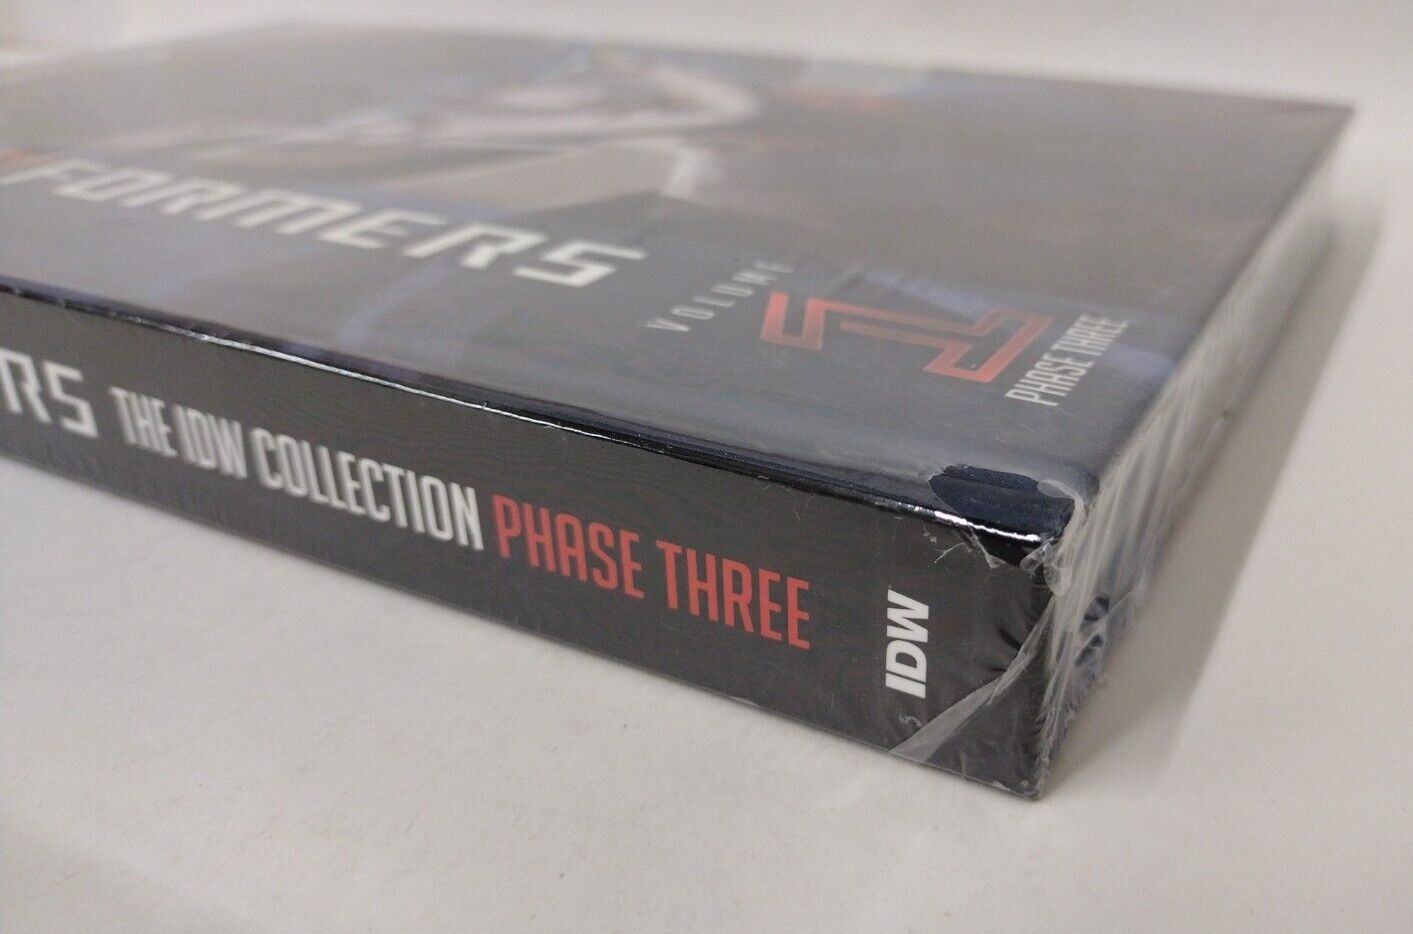 FORMERS
VOLUME
1
PHASE THREE
RS THE IDW COLLECTION PHASE THREE
IDW